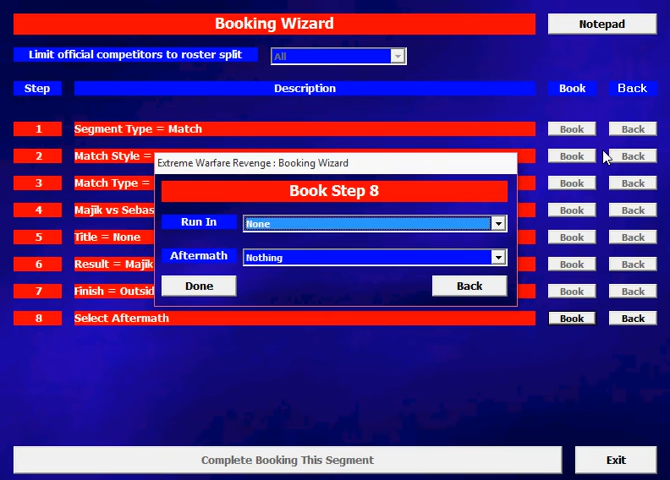 Booking Wizard
Notepad
Limit official competitors to roster split
All
Step Description Book Back
1 Segment Type = Match Book Back
2 Match Style = Book Back
Extreme Warfare Revenge : Booking Wizard
3 Match Type = Book Back
Book Step 8
4 Majik vs Sebas Book Back
Run In None
5 Title = None Book Back
Aftermath Nothing
6 Result = Majik Book Back
Done Back
7 Finish = Outsid Book Back
8 Select Aftermath Book Back
Complete Booking This Segment
Exit